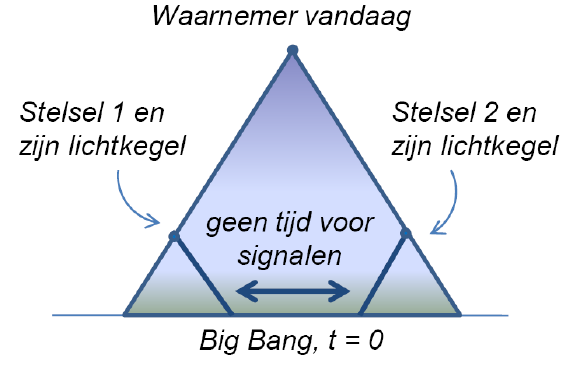 Waarnemer vandaag
Stelsel 1 en
zijn lichtkegel
Stelsel 2 en
zijn lichtkegel
geen tijd voor
signalen
Big Bang, t = 0